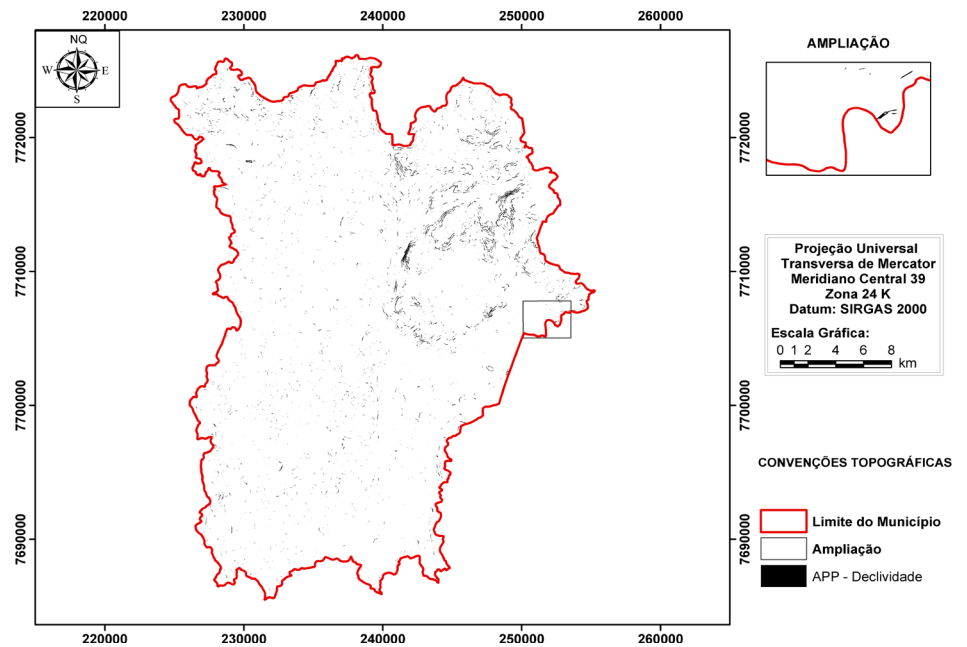 220000 230000 240000 250000 260000
NQ
W E
S
7720000
7710000
7700000
7690000
7720000
7710000
7700000
7690000
220000 230000 240000 250000 260000
AMPLIAÇÃO
Projeção Universal
Transversa de Mercator
Meridiano Central 39
Zona 24 K
Datum: SIRGAS 2000
Escala Gráfica:
0 1 2 4 6 8
km
CONVENÇÕES TOPOGRÁFICAS
Limite do Município
Ampliação
APP - Declividade